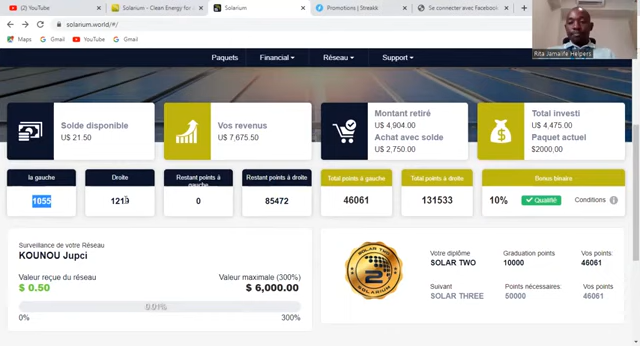 (2) YouTube
Solarium - Clean Energy for
Solarium
Promotions | Streakk
Se connecter avec Facebook
solarium.world/#/
Maps
Gmail
YouTube
Gmail
Rita Jamalife Helpers
Paquets
Financial
Réseau
Support
Solde disponible
U$ 21.50
Vos revenus
U$ 7,675.50
Montant retiré
U$ 4,904.00
Achat avec solde
U$ 2,750.00
Total investi
U$ 4,475.00
Paquet actuel
$2000,00
la gauche
1055
Droite
1213
Restant points à gauche
0
Restant points à droite
85472
Total points à gauche
46061
Total points à droite
131533
Bonus binaire
10%
Qualifié
Conditions
Surveillance de votre Réseau
KOUNOU Jupci
Valeur reçue du réseau
$ 0.50
Valeur maximale (300%)
$ 6,000.00
0.01%
0%
300%
2
SOLARIUM
Votre diplôme
SOLAR TWO
Graduation points
10000
Vos points:
46061
Suivant
SOLAR THREE
Points nécessaires:
50000
Vos points
46061